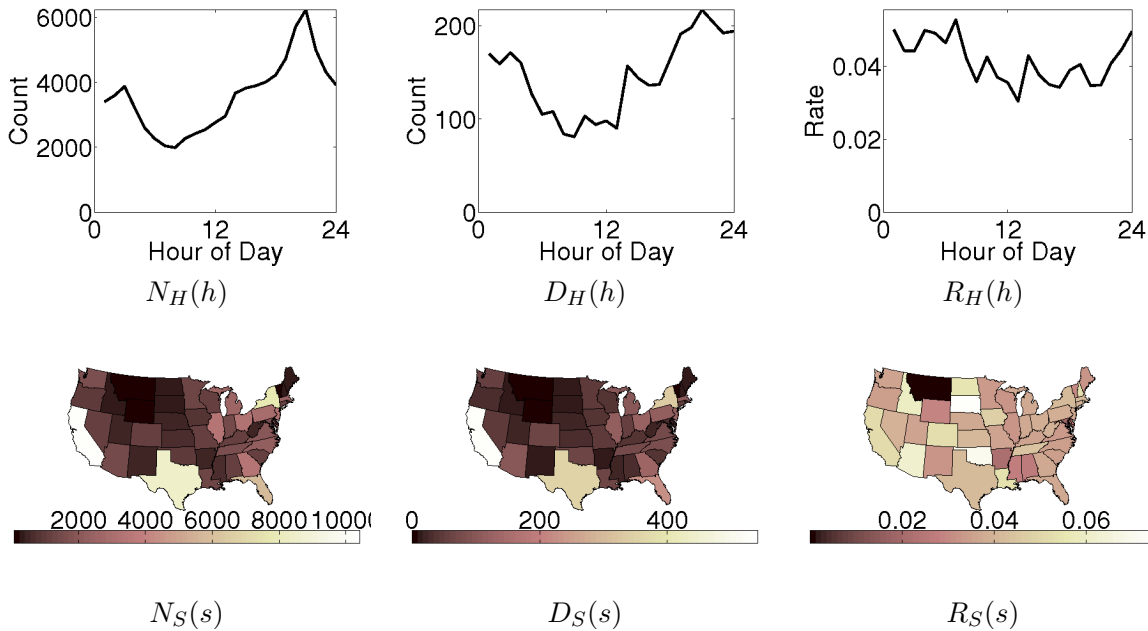 6000
4000
2000
0
Count
0
12
24
Hour of Day
N_H(h)
200
100
0
Count
0
12
24
Hour of Day
D_H(h)
0.04
0.02
0
Rate
0
12
24
Hour of Day
R_H(h)
2000 4000 6000 8000 1000
N_S(s)
0 200 400
D_S(s)
0.02 0.04 0.06
R_S(s)